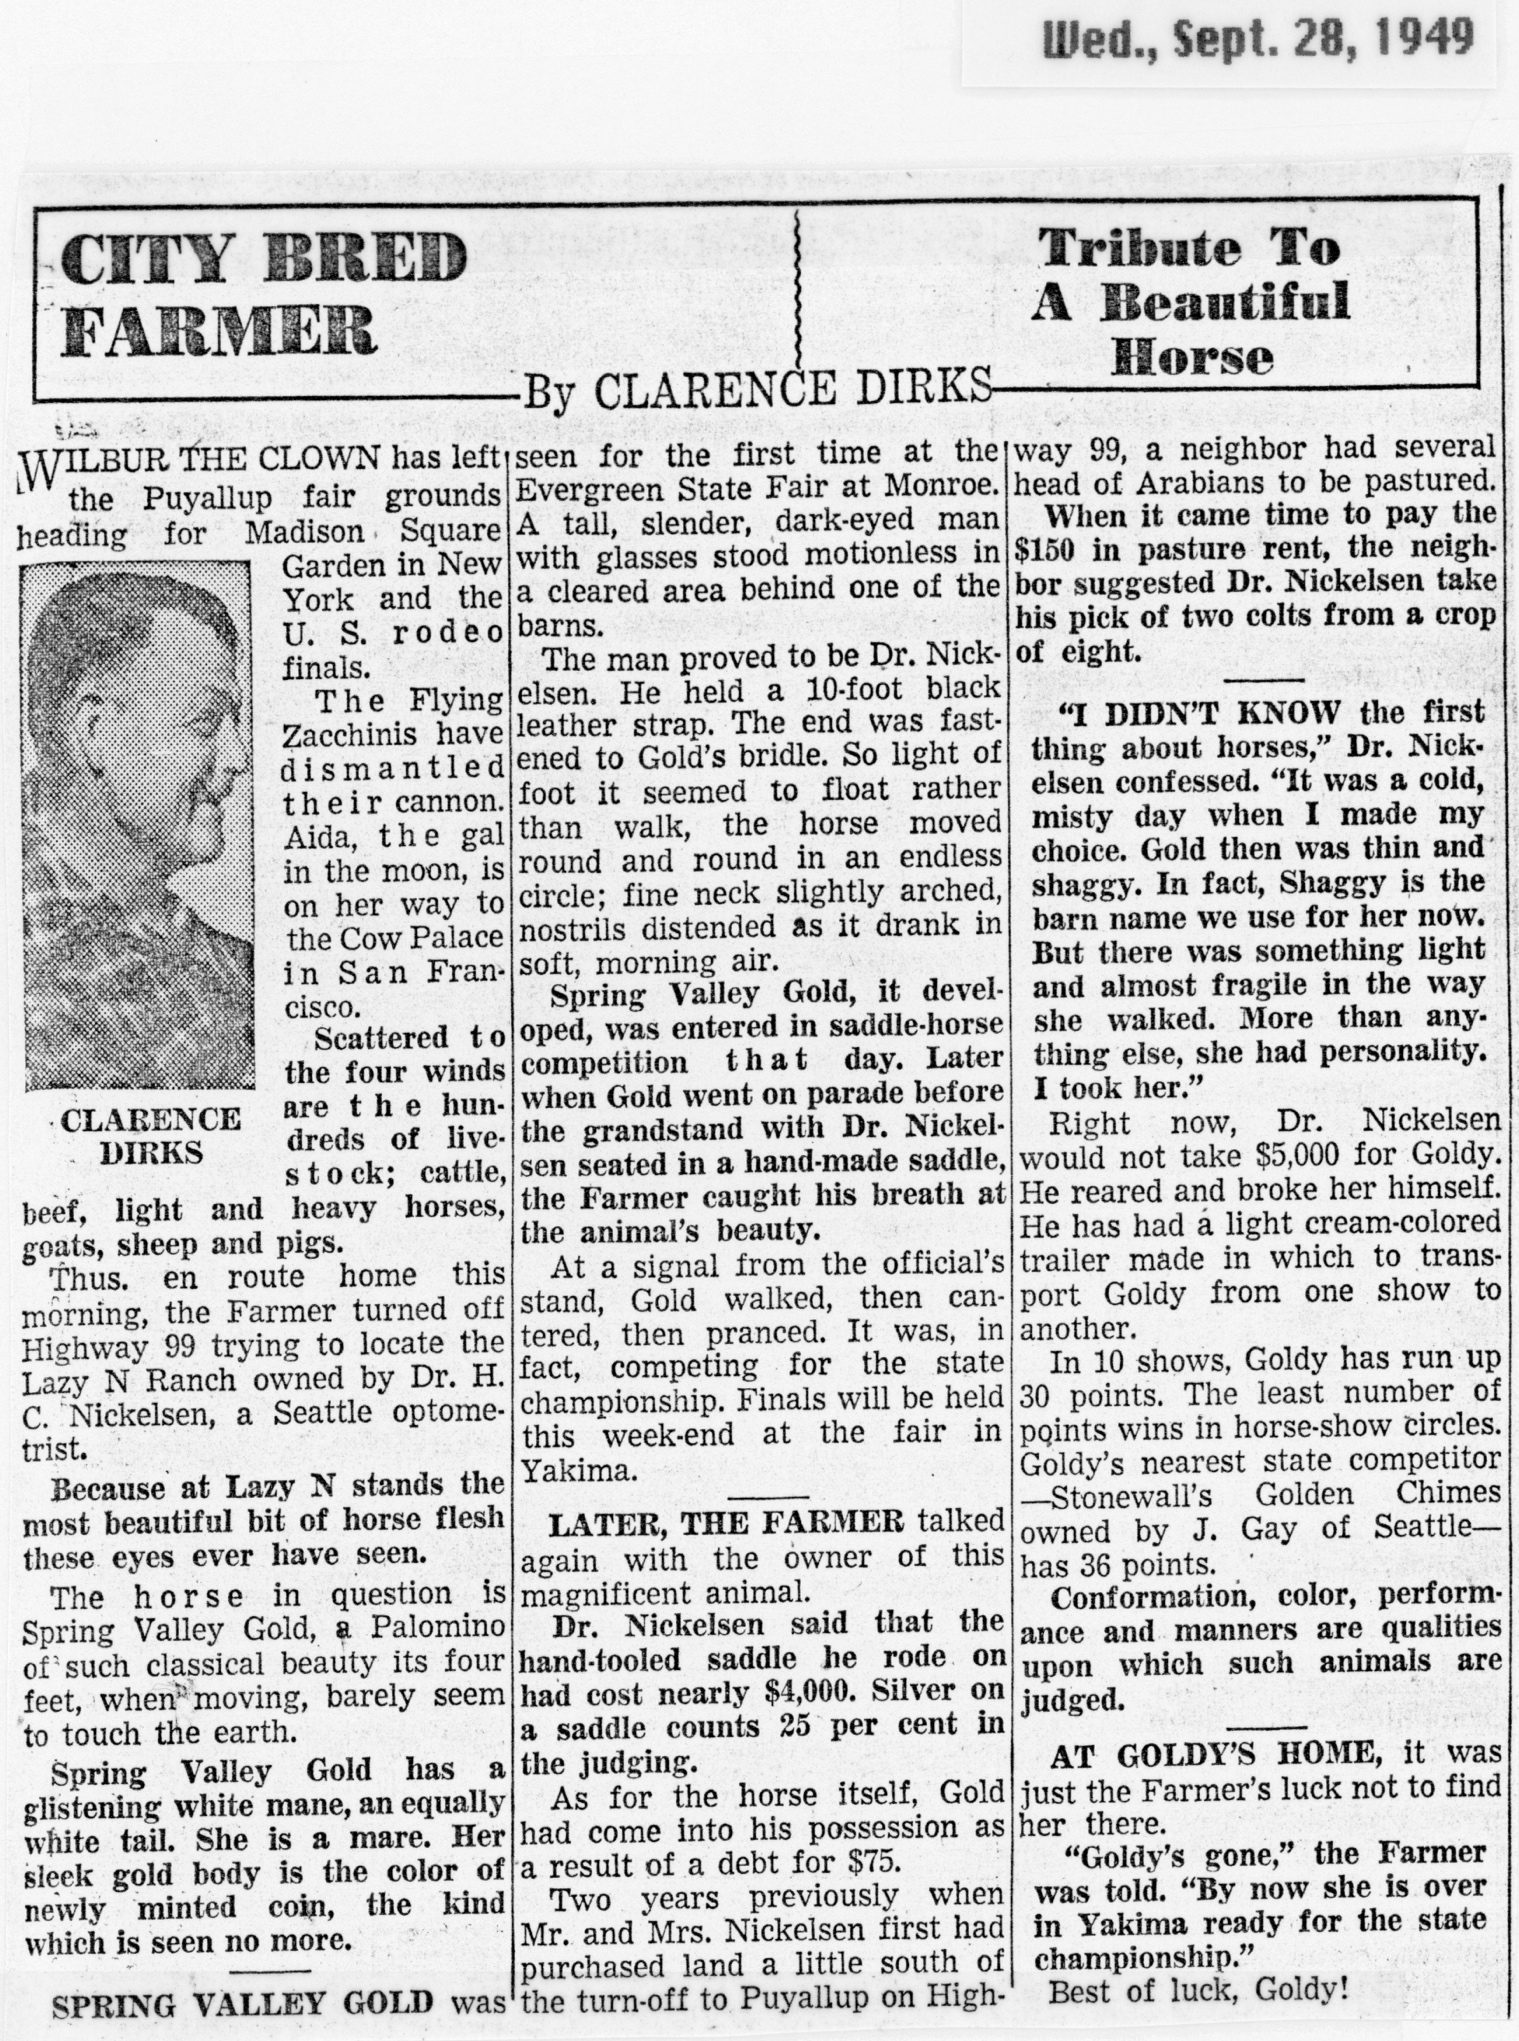 Wed., Sept. 28, 1949
CITY BRED
FARMER
Tribute To
A Beautiful
Horse
By CLARENCE DIRKS
WILBUR THE CLOWN has left
the Puyallup fair grounds
heading for Madison Square
Garden in New
York and the
U. S. rodeo
finals.
The Flying
Zacchinis have
dismantled
their cannon.
Aida, the gal
in the moon, is
on her way to
the Cow Palace
in San Fran-
cisco.
Scattered to
the four winds
are the hun-
dreds of live-
stock; cattle,
CLARENCE
DIRKS
beef, light and heavy horses,
goats, sheep and pigs.
Thus. en route home this
morning, the Farmer turned off
Highway 99 trying to locate the
Lazy N Ranch owned by Dr. H.
C. Nickelsen, a Seattle optome-
trist.
Because at Lazy N stands the
most beautiful bit of horse flesh
these eyes ever have seen.
The horse in question is
Spring Valley Gold, a Palomino
of such classical beauty its four
feet, when moving, barely seem
to touch the earth.
Spring Valley Gold has a
glistening white mane, an equally
white tail. She is a mare. Her
sleek gold body is the color of
newly minted coin, the kind
which is seen no more.
SPRING VALLEY GOLD was
seen for the first time at the
Evergreen State Fair at Monroe.
A tall, slender, dark-eyed man
with glasses stood motionless in
a cleared area behind one of the
barns.
The man proved to be Dr. Nick-
elsen. He held a 10-foot black
leather strap. The end was fast-
ened to Gold's bridle. So light of
foot it seemed to float rather
than walk, the horse moved
round and round in an endless
circle; fine neck slightly arched,
nostrils distended as it drank in
soft, morning air.
Spring Valley Gold, it devel-
oped, was entered in saddle-horse
competition that day. Later
when Gold went on parade before
the grandstand with Dr. Nickel-
sen seated in a hand-made saddle,
the Farmer caught his breath at
the animal's beauty.
At a signal from the official's
stand, Gold walked, then can-
tered, then pranced. It was, in
fact, competing for the state
championship. Finals will be held
this week-end at the fair in
Yakima.
LATER, THE FARMER talked
again with the owner of this
magnificent animal.
Dr. Nickelsen said that the
hand-tooled saddle he rode on
had cost nearly $4,000. Silver on
a saddle counts 25 per cent in
the judging.
As for the horse itself, Gold
had come into his possession as
a result of a debt for $75.
Two years previously when
Mr. and Mrs. Nickelsen first had
purchased land a little south of
the turn-off to Puyallup on High-
way 99, a neighbor had several
head of Arabians to be pastured.
When it came time to pay the
$150 in pasture rent, the neigh-
bor suggested Dr. Nickelsen take
his pick of two colts from a crop
of eight.
"I DIDN'T KNOW the first
thing about horses," Dr. Nick-
elsen confessed. "It was a cold,
misty day when I made my
choice. Gold then was thin and
shaggy. In fact, Shaggy is the
barn name we use for her now.
But there was something light
and almost fragile in the way
she walked. More than any-
thing else, she had personality.
I took her."
Right now, Dr. Nickelsen
would not take $5,000 for Goldy.
He reared and broke her himself.
He has had a light cream-colored
trailer made in which to trans-
port Goldy from one show to
another.
In 10 shows, Goldy has run up
30 points. The least number of
points wins in horse-show circles.
Goldy's nearest state competitor
—Stonewall's Golden Chimes
owned by J. Gay of Seattle—
has 36 points.
Conformation, color, perform-
ance and manners are qualities
upon which such animals are
judged.
AT GOLDY'S HOME, it was
just the Farmer's luck not to find
her there.
"Goldy's gone," the Farmer
was told. "By now she is over
in Yakima ready for the state
championship."
Best of luck, Goldy!